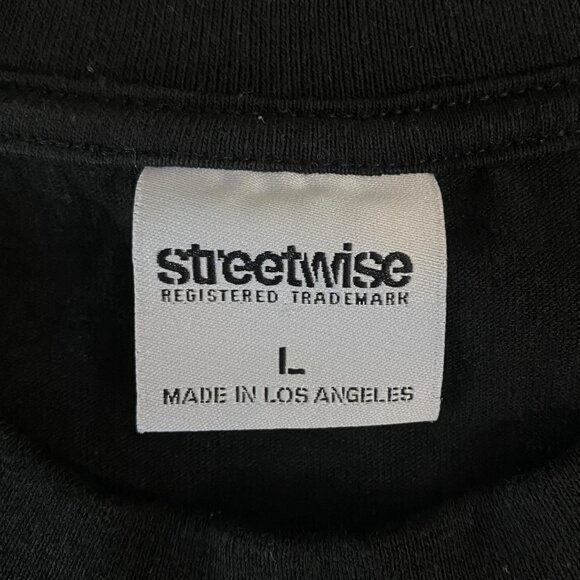 streetwise
REGISTERED TRADEMARK
L
MADE IN LOS ANGELES